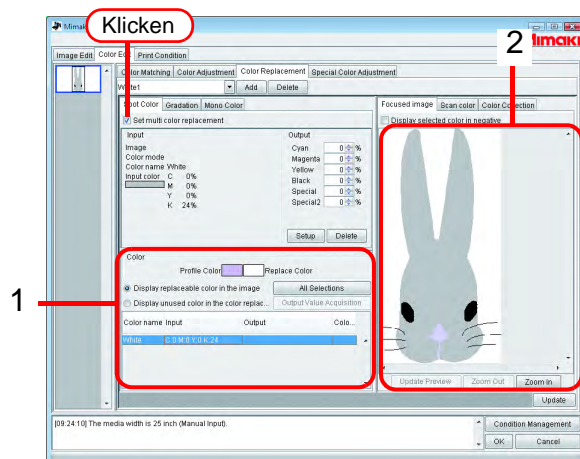 Klicken
2
Mimaki
Image Edit Color Edit Print Condition
Color Matching Color Adjustment Color Replacement Special Color Adjustment
White1 Add Delete
Spot Color Gradation Mono Color
Focused image Scan color Color Collection
Set multi color replacement
Display selected color in negative
Input Output
Image
Color mode
Color name White
Input color C 0%
M 0%
Y 0%
K 24%
Cyan 0 %
Magenta 0 %
Yellow 0 %
Black 0 %
Special 0 %
Special2 0 %
Setup Delete
1
Color
Profile Color Replace Color
Display replaceable color in the image All Selections
Display unused color in the color replac... Output Value Acquisition
Color name Input Output Colo...
White C:0 M:0 Y:0 K:24
Update Preview Zoom Out Zoom In
Update
[09:24:10] The media width is 25 inch (Manual Input).
Condition Management
OK Cancel